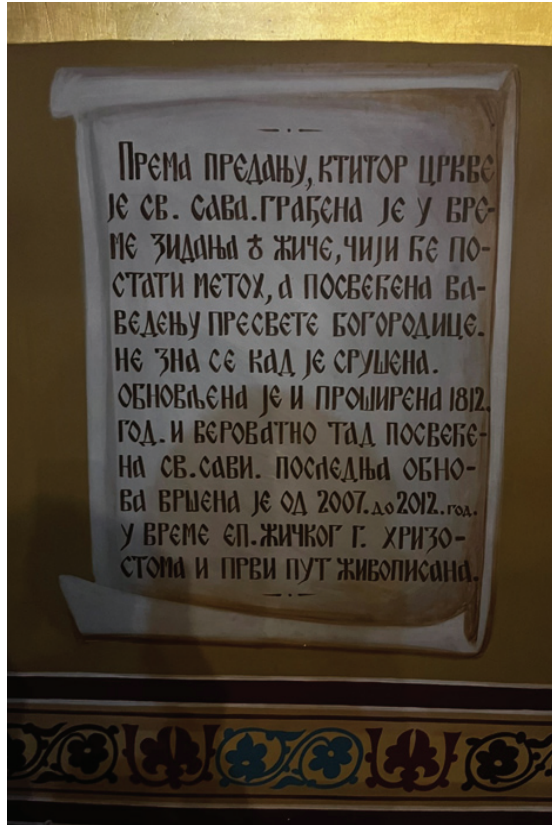 Према предању, ктитор цркве
је св. Сава. Грађена је у вре-
ме зидања ман. Жиче, чији ће по-
стати метох, а посвећена Ва-
ведењу Пресвете Богородице.
Не зна се кад је срушена.
Обновљена је и проширена 1812.
год. и вероватно тад посвеће-
на св. Сави. Последња обно-
ва вршена је од 2007. до 2012. год.
у време еп. жичког г. Хризо-
стома и први пут живописана.